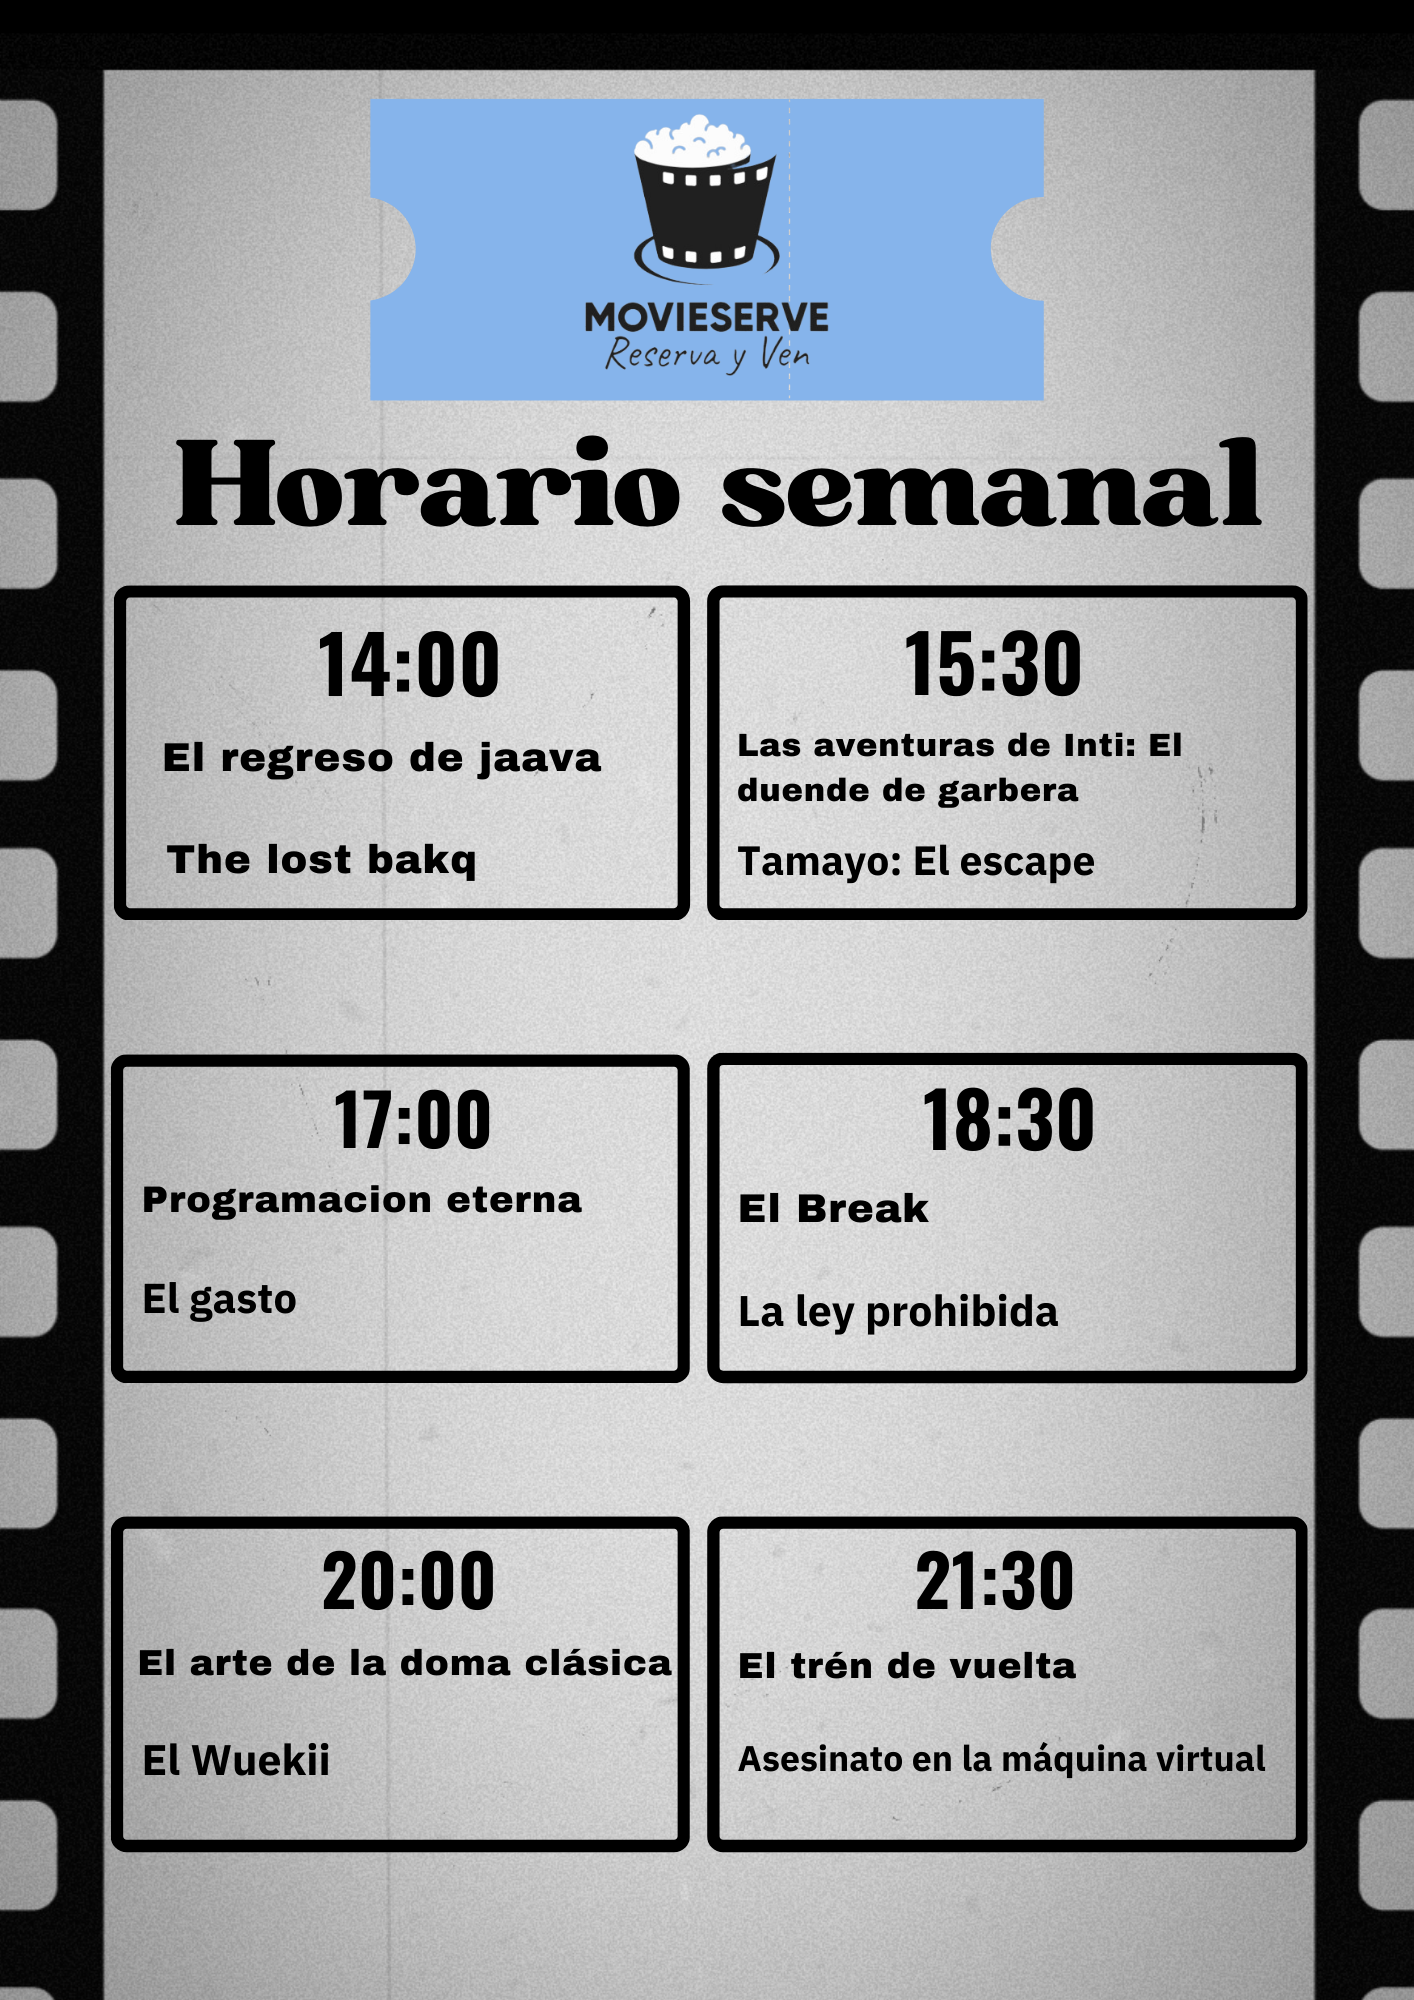 MOVIESERVE
Reserva y Ven
Horario semanal
14:00
El regreso de jaava
The lost bakq
15:30
Las aventuras de Inti: El
duende de garbera
Tamayo: El escape
17:00
Programacion eterna
El gasto
18:30
El Break
La ley prohibida
20:00
El arte de la doma clásica
El Wuekii
21:30
El trén de vuelta
Asesinato en la máquina virtual